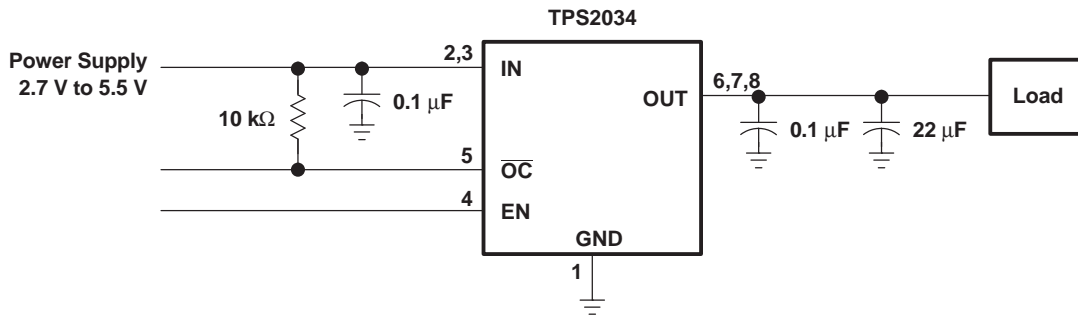 TPS2034
Power Supply
2.7 V to 5.5 V
2,3
IN
6,7,8
OUT
Load
10 kΩ
0.1 μF
0.1 μF
22 μF
5
O̅C̅
4
EN
GND
1